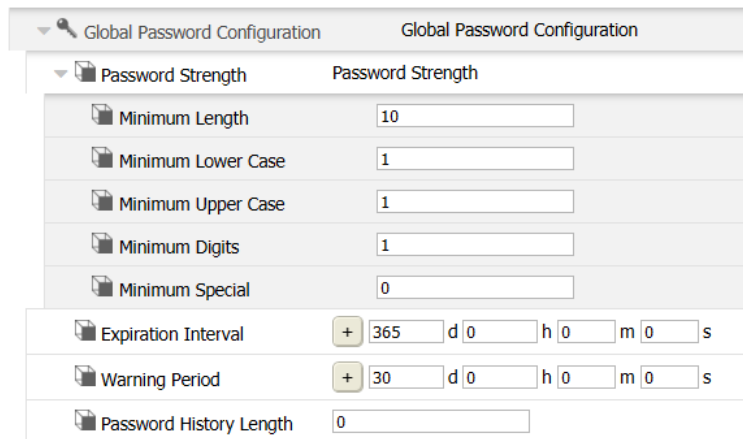 Global Password Configuration Global Password Configuration
Password Strength Password Strength
Minimum Length 10
Minimum Lower Case 1
Minimum Upper Case 1
Minimum Digits 1
Minimum Special 0
Expiration Interval + 365 d 0 h 0 m 0 s
Warning Period + 30 d 0 h 0 m 0 s
Password History Length 0